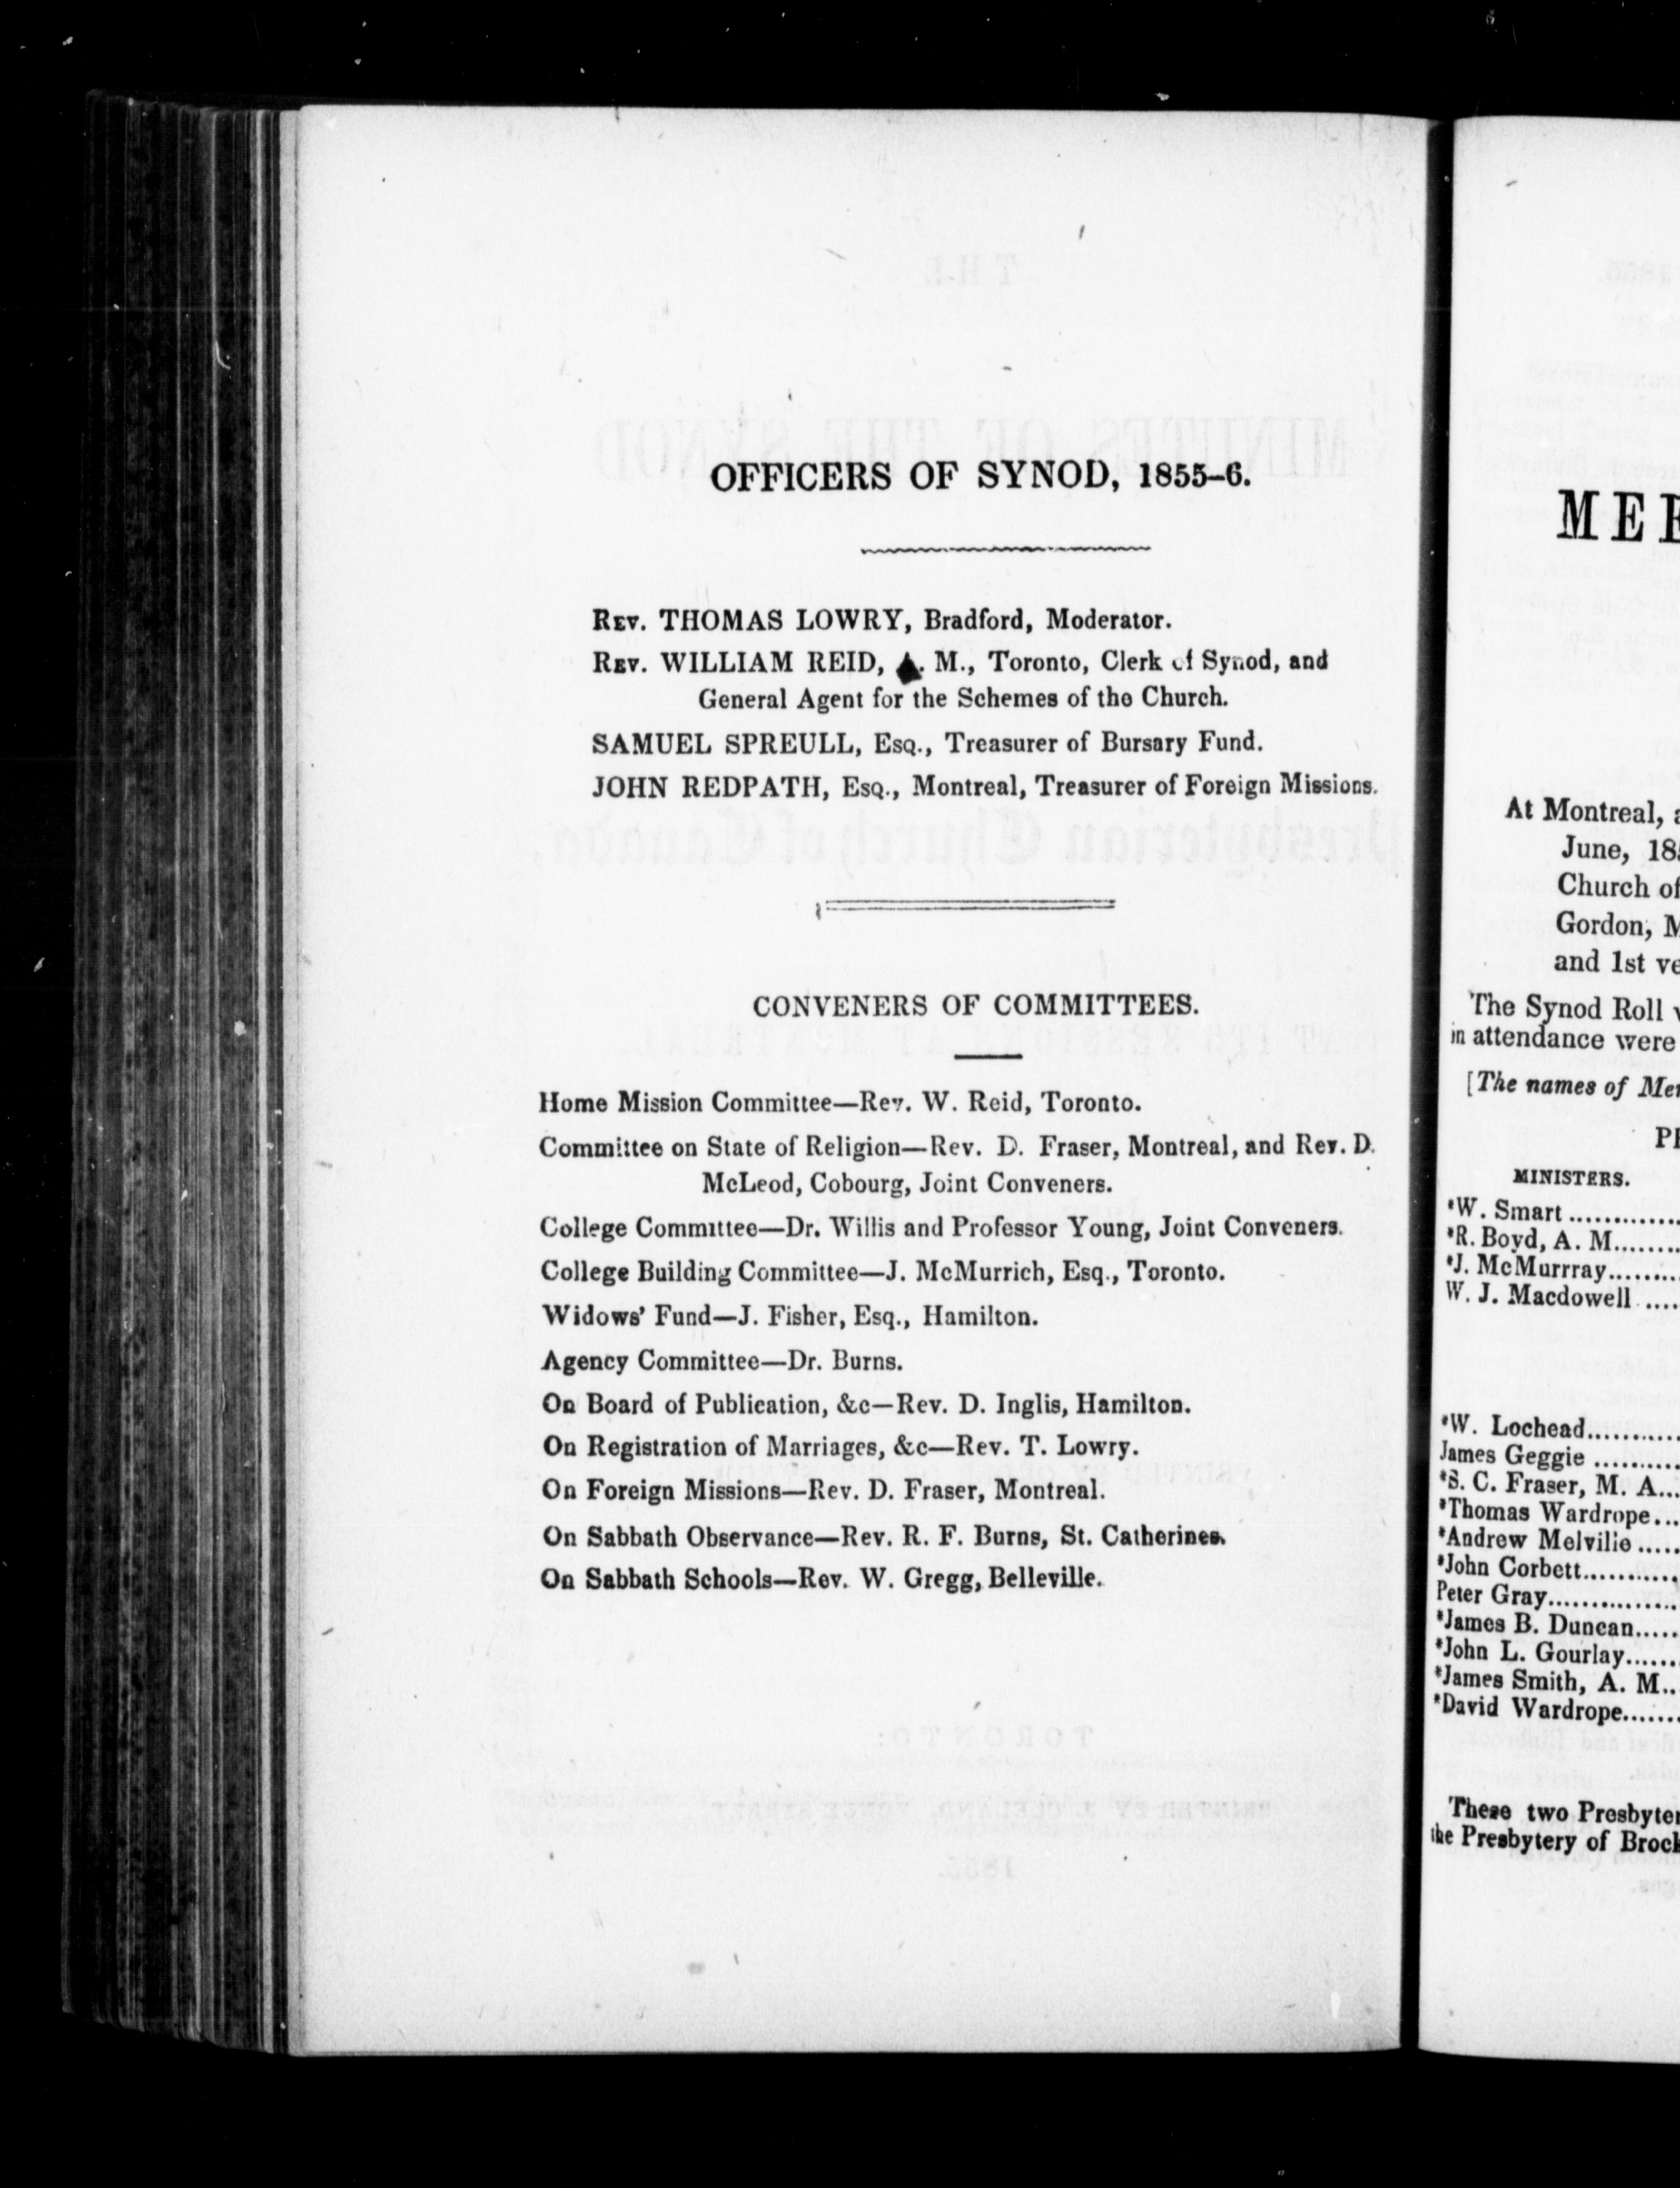 OFFICERS OF SYNOD, 1855–6.
REV. THOMAS LOWRY, Bradford, Moderator.
REV. WILLIAM REID, A. M., Toronto, Clerk of Synod, and
General Agent for the Schemes of the Church.
SAMUEL SPREULL, ESQ., Treasurer of Bursary Fund.
JOHN REDPATH, ESQ., Montreal, Treasurer of Foreign Missions.
CONVENERS OF COMMITTEES.
Home Mission Committee—Rev. W. Reid, Toronto.
Committee on State of Religion—Rev. D. Fraser, Montreal, and Rev. D.
McLeod, Cobourg, Joint Conveners.
College Committee—Dr. Willis and Professor Young, Joint Conveners.
College Building Committee—J. McMurrich, Esq., Toronto.
Widows' Fund—J. Fisher, Esq., Hamilton.
Agency Committee—Dr. Burns.
On Board of Publication, &c—Rev. D. Inglis, Hamilton.
On Registration of Marriages, &c—Rev. T. Lowry.
On Foreign Missions—Rev. D. Fraser, Montreal.
On Sabbath Observance—Rev. R. F. Burns, St. Catherines.
On Sabbath Schools—Rev. W. Gregg, Belleville.
MEE
At Montreal,
June, 18
Church of
Gordon,
and 1st
The Synod Roll
in attendance were
[The names of
MINISTERS.
*W. Smart
*R. Boyd, A. M.
*J. McMurrray
W. J. Macdowell
*W. Lochead
James Geggie
*S. C. Fraser, M. A.
*Thomas Wardrope
*Andrew Melville
*John Corbett
Peter Gray
*James B. Duncan
*John L. Gourlay
*James Smith, A. M.
*David Wardrope
These two
the Presbytery of